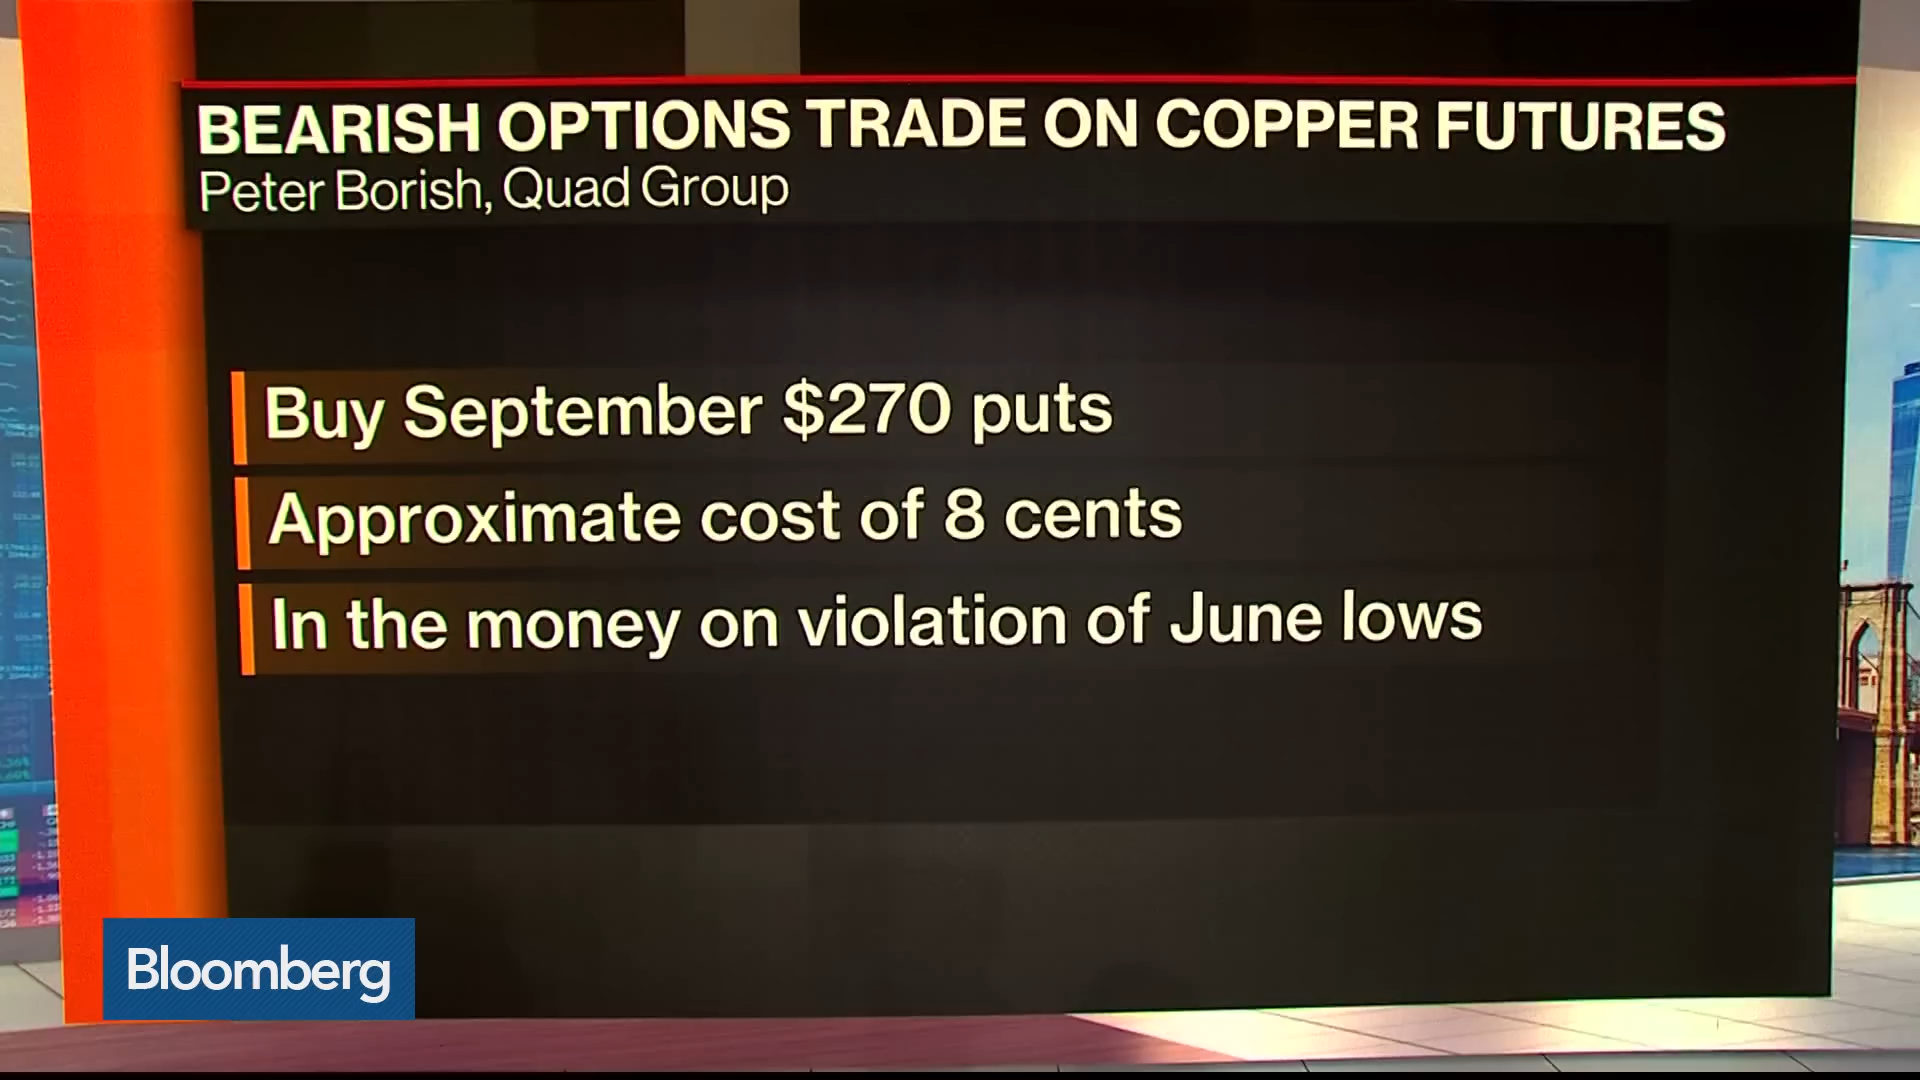 BEARISH OPTIONS TRADE ON COPPER FUTURES
Peter Borish, Quad Group
Buy September $270 puts
Approximate cost of 8 cents
In the money on violation of June lows
Bloomberg